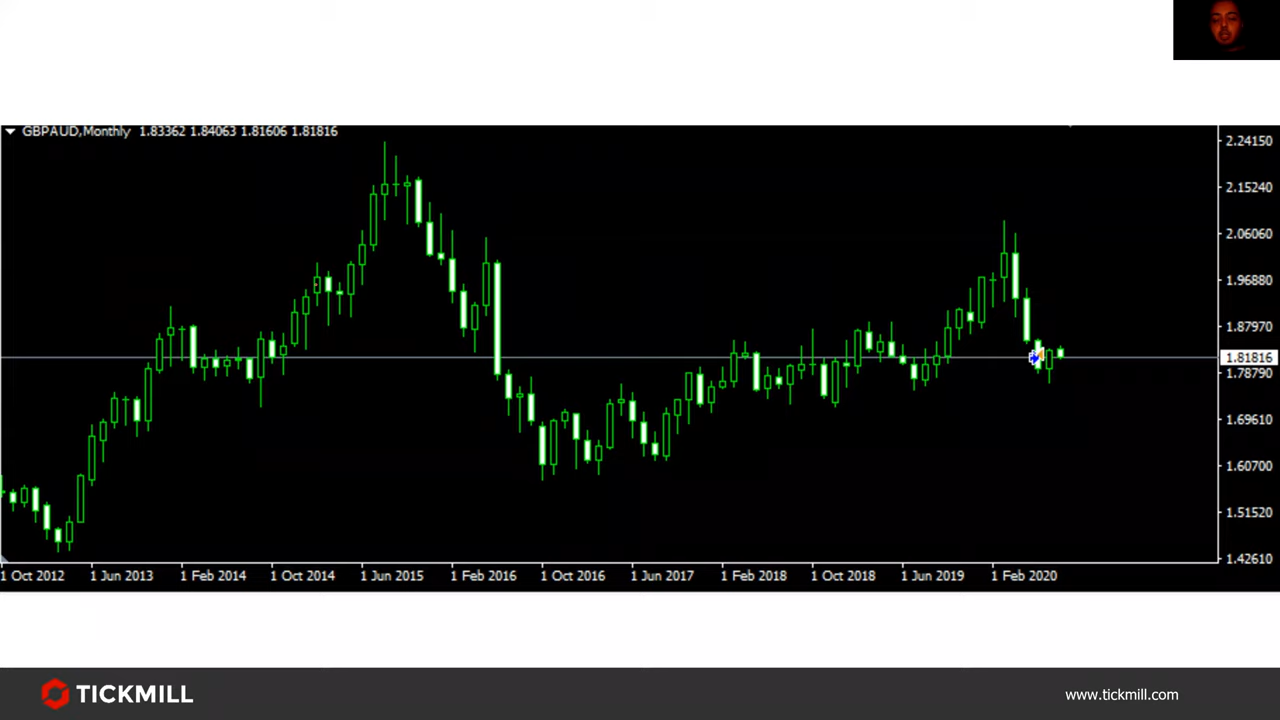 GBPAUD,Monthly 1.83362 1.84063 1.81606 1.81816
2.24150
2.15240
2.06060
1.96880
1.87970
1.81816
1.78790
1.69610
1.60700
1.51520
1.42610
1 Oct 2012 1 Jun 2013 1 Feb 2014 1 Oct 2014 1 Jun 2015 1 Feb 2016 1 Oct 2016 1 Jun 2017 1 Feb 2018 1 Oct 2018 1 Jun 2019 1 Feb 2020
TICKMILL
www.tickmill.com